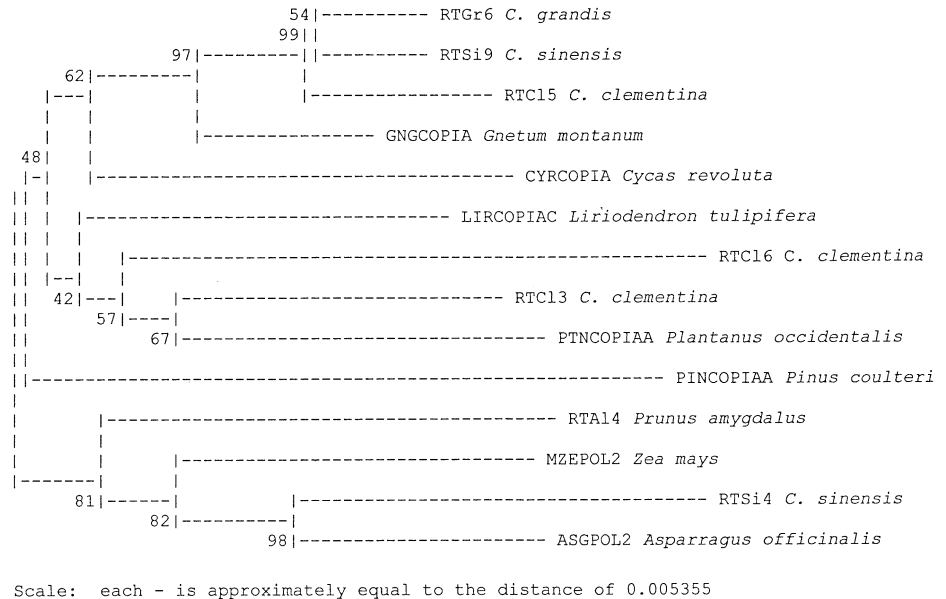 54
RTGr6 C. grandis
99
RTSi9 C. sinensis
97
62
RTCl5 C. clementina
GNGCOPIA Gnetum montanum
48
CYRCOPIA Cycas revoluta
LIRCOPIAC Liriodendron tulipifera
RTCl6 C. clementina
42
RTCl3 C. clementina
57
67
PTNCOPIAA Plantanus occidentalis
PINCOPIAA Pinus coulteri
RTAl4 Prunus amygdalus
MZEPOL2 Zea mays
81
RTSi4 C. sinensis
82
98
ASGPOL2 Asparragus officinalis
Scale: each - is approximately equal to the distance of 0.005355